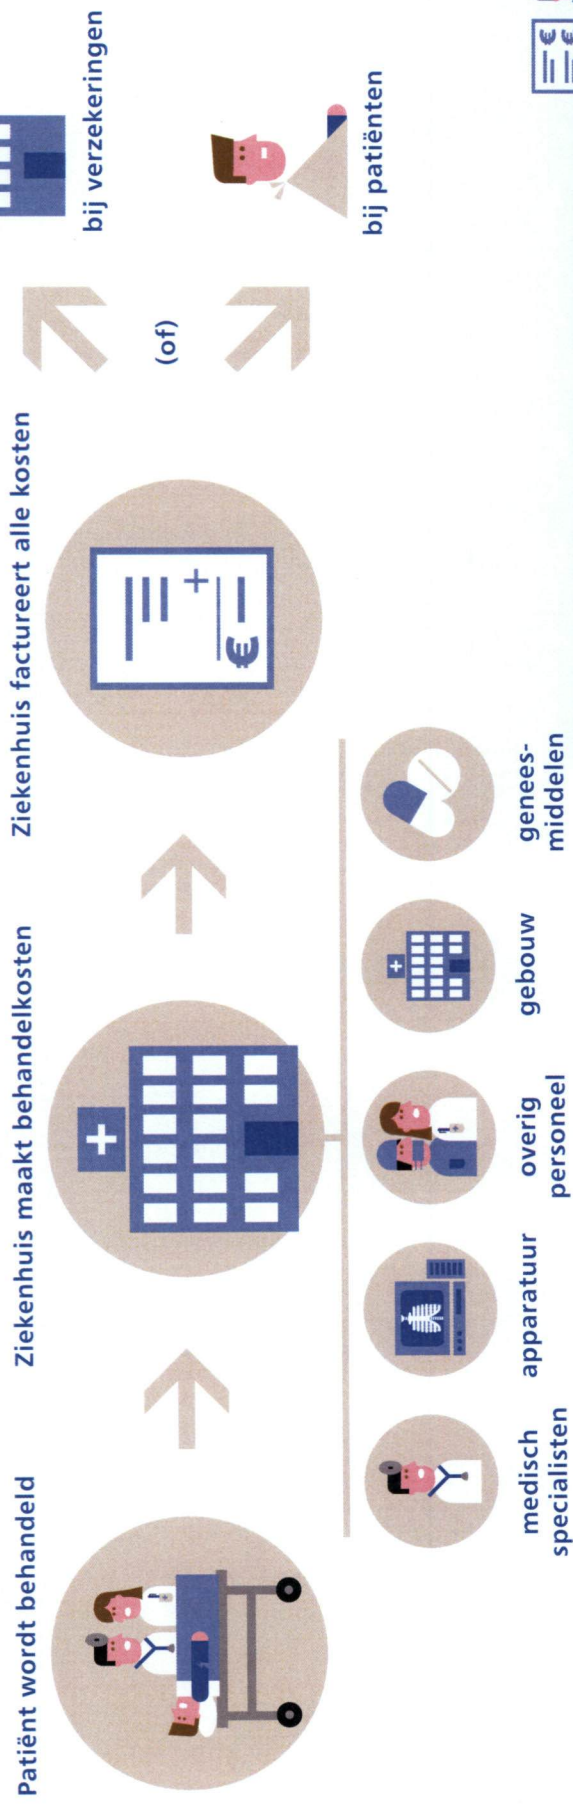 Patiënt wordt behandeld
Ziekenhuis maakt behandelkosten
medisch
specialisten
apparatuur
overig
personeel
gebouw
genees-
middelen
Ziekenhuis factureert alle kosten
€
(of)
bij verzekeringen
bij patiënten
€ €